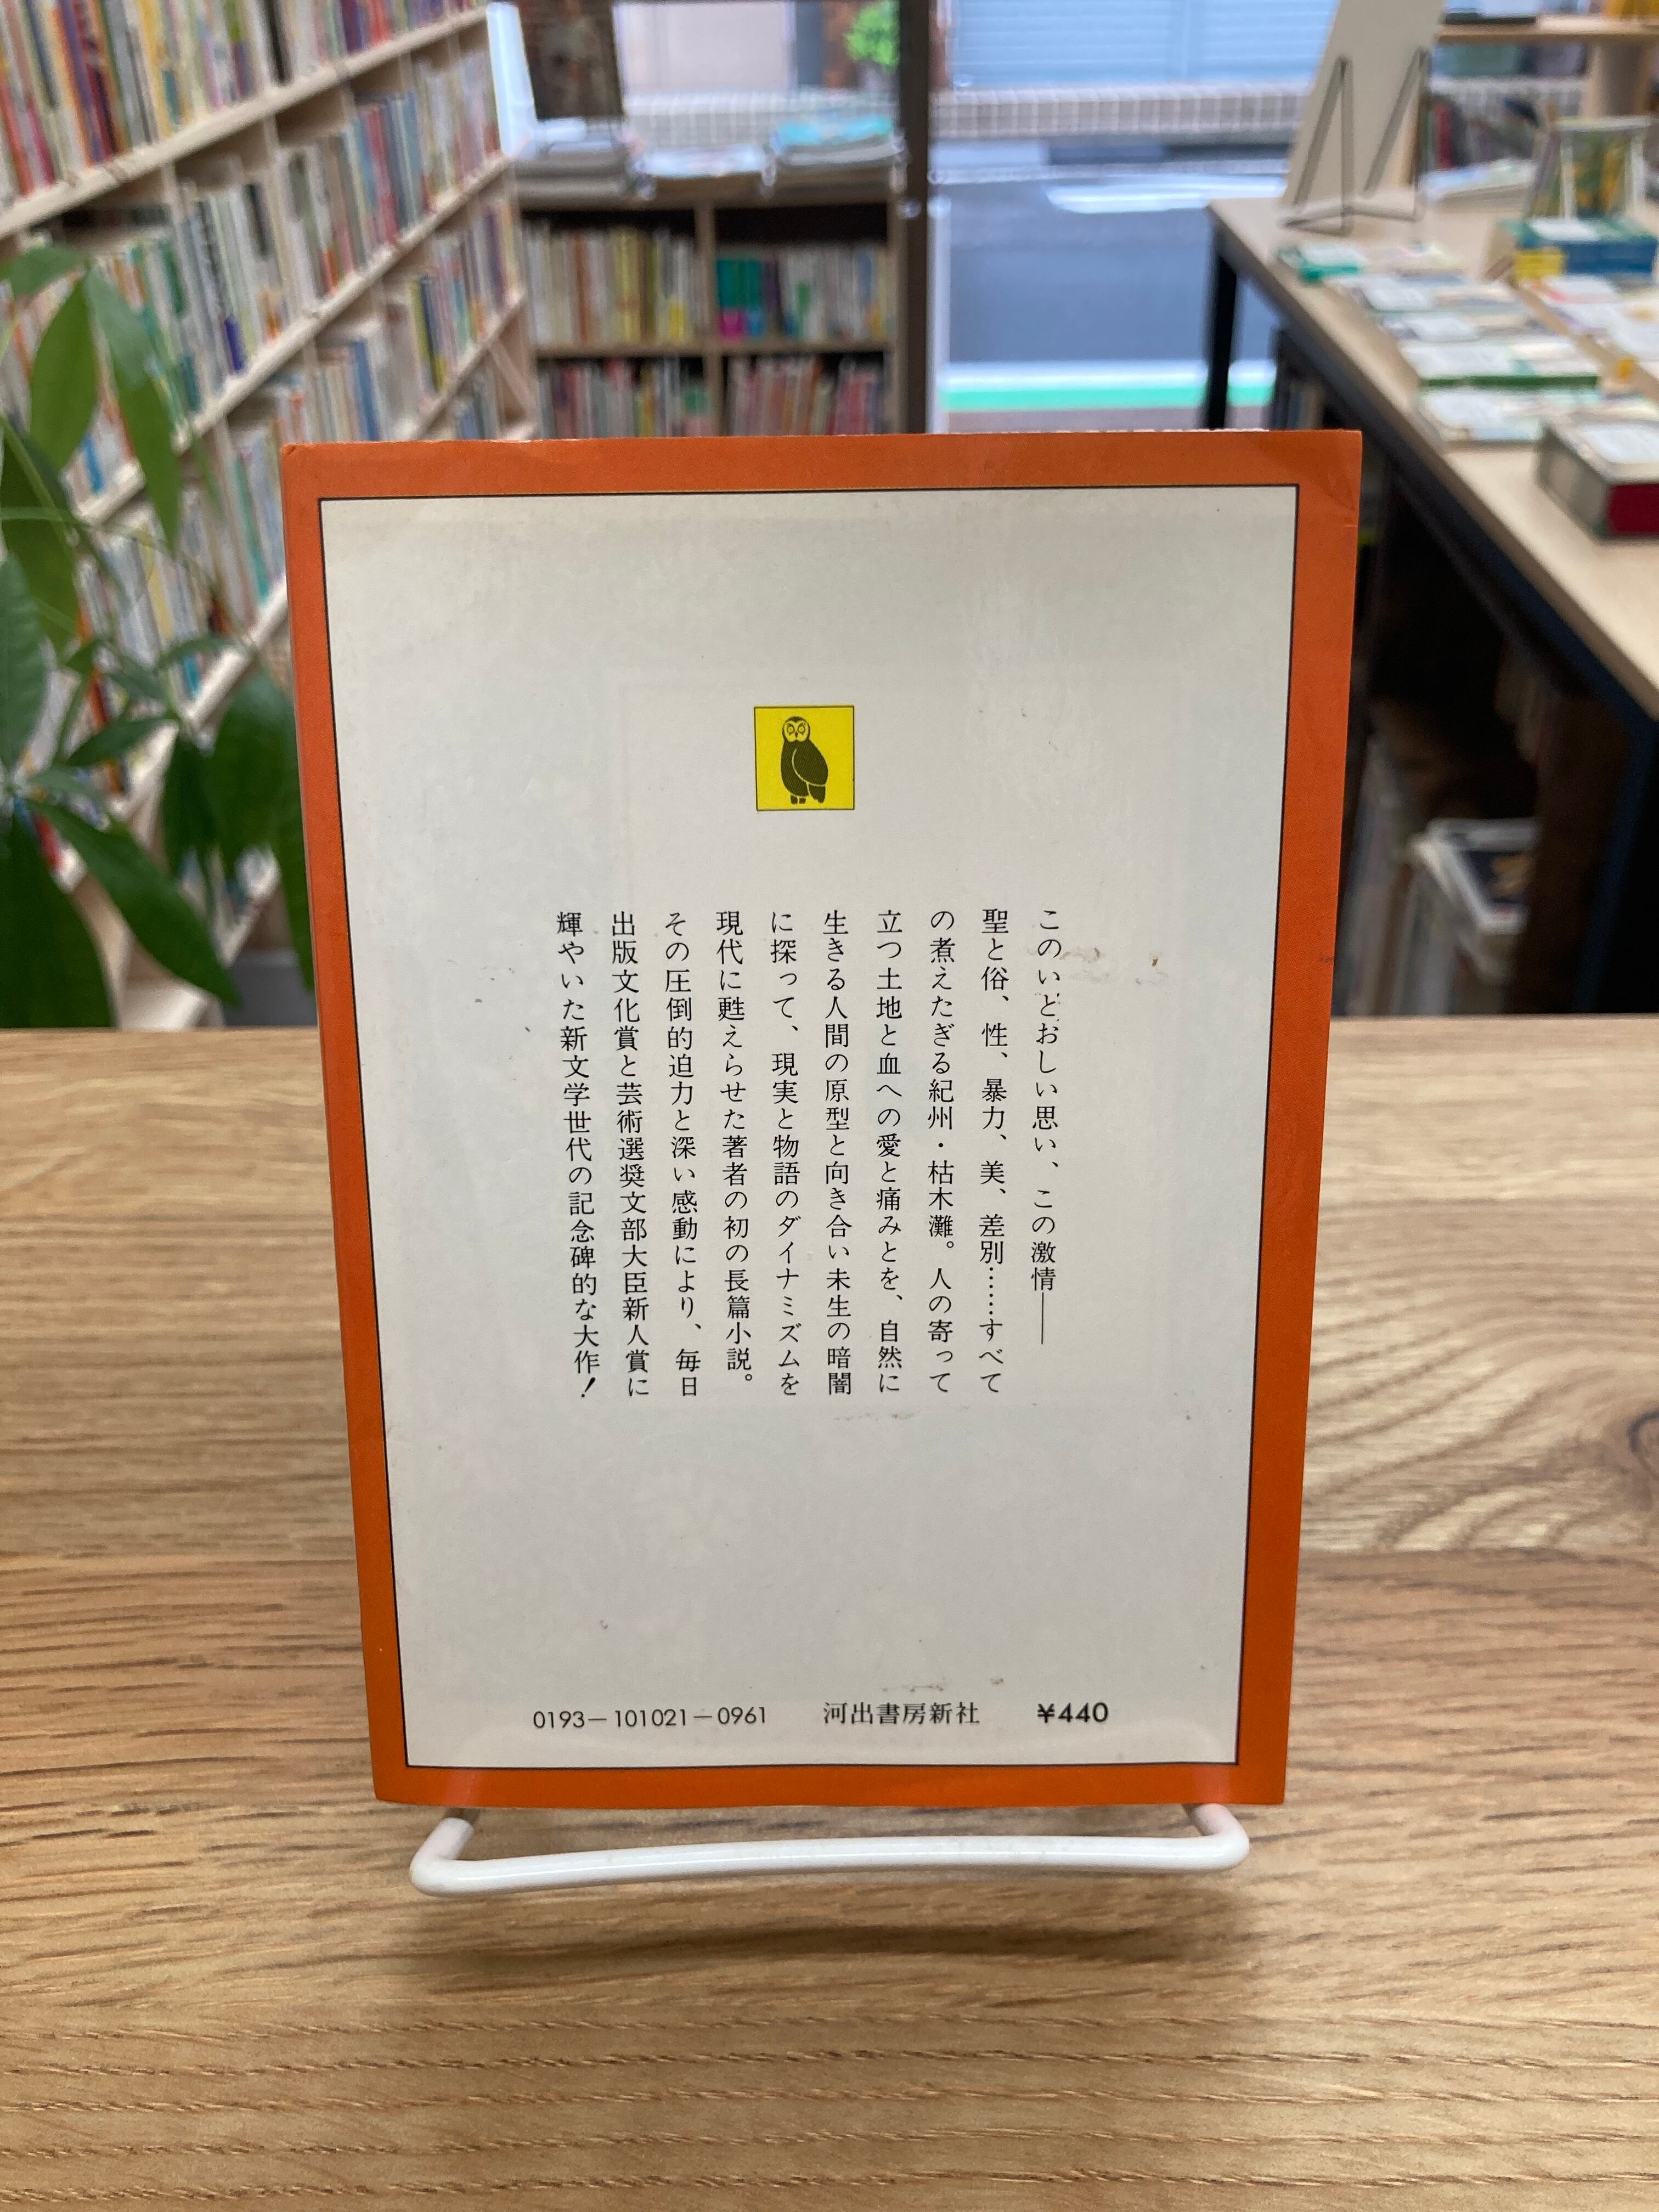 このいとおしい思い、この激情――
聖と俗、性、暴力、美、差別……すべて
の煮えたぎる紀州・枯木灘。人の寄って
立つ土地と血への愛と痛みとを、自然に
生きる人間の原型と向き合い未生の暗闇
に探って、現実と物語のダイナミズムを
現代に甦えらせた著者の初の長篇小説。
その圧倒的迫力と深い感動により、毎日
出版文化賞と芸術選奨文部大臣新人賞に
輝やいた新文学世代の記念碑的な大作！
0193－101021－0961 河出書房新社 ¥440